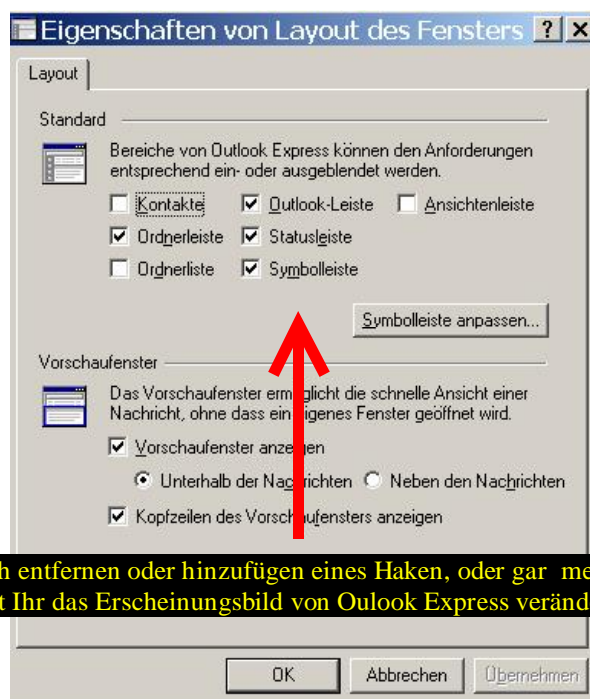 Eigenschaften von Layout des Fensters
Layout
Standard
Bereiche von Outlook Express können den Anforderungen
entsprechend ein- oder ausgeblendet werden.
Kontakte Outlook-Leiste Ansichtenleiste
Ordnerleiste Statusleiste
Ordnerliste Symbolleiste
Symbolleiste anpassen...
Vorschaufenster
Das Vorschaufenster ermöglicht die schnelle Ansicht einer
Nachricht, ohne dass ein eigenes Fenster geöffnet wird.
Vorschaufenster anzeigen
Unterhalb der Nachrichten Neben den Nachrichten
Kopfzeilen des Vorschaufensters anzeigen
entfernen oder hinzufügen eines Haken, oder gar
Ihr das Erscheinungsbild von Oulook Express
OK Abbrechen Übernehmen